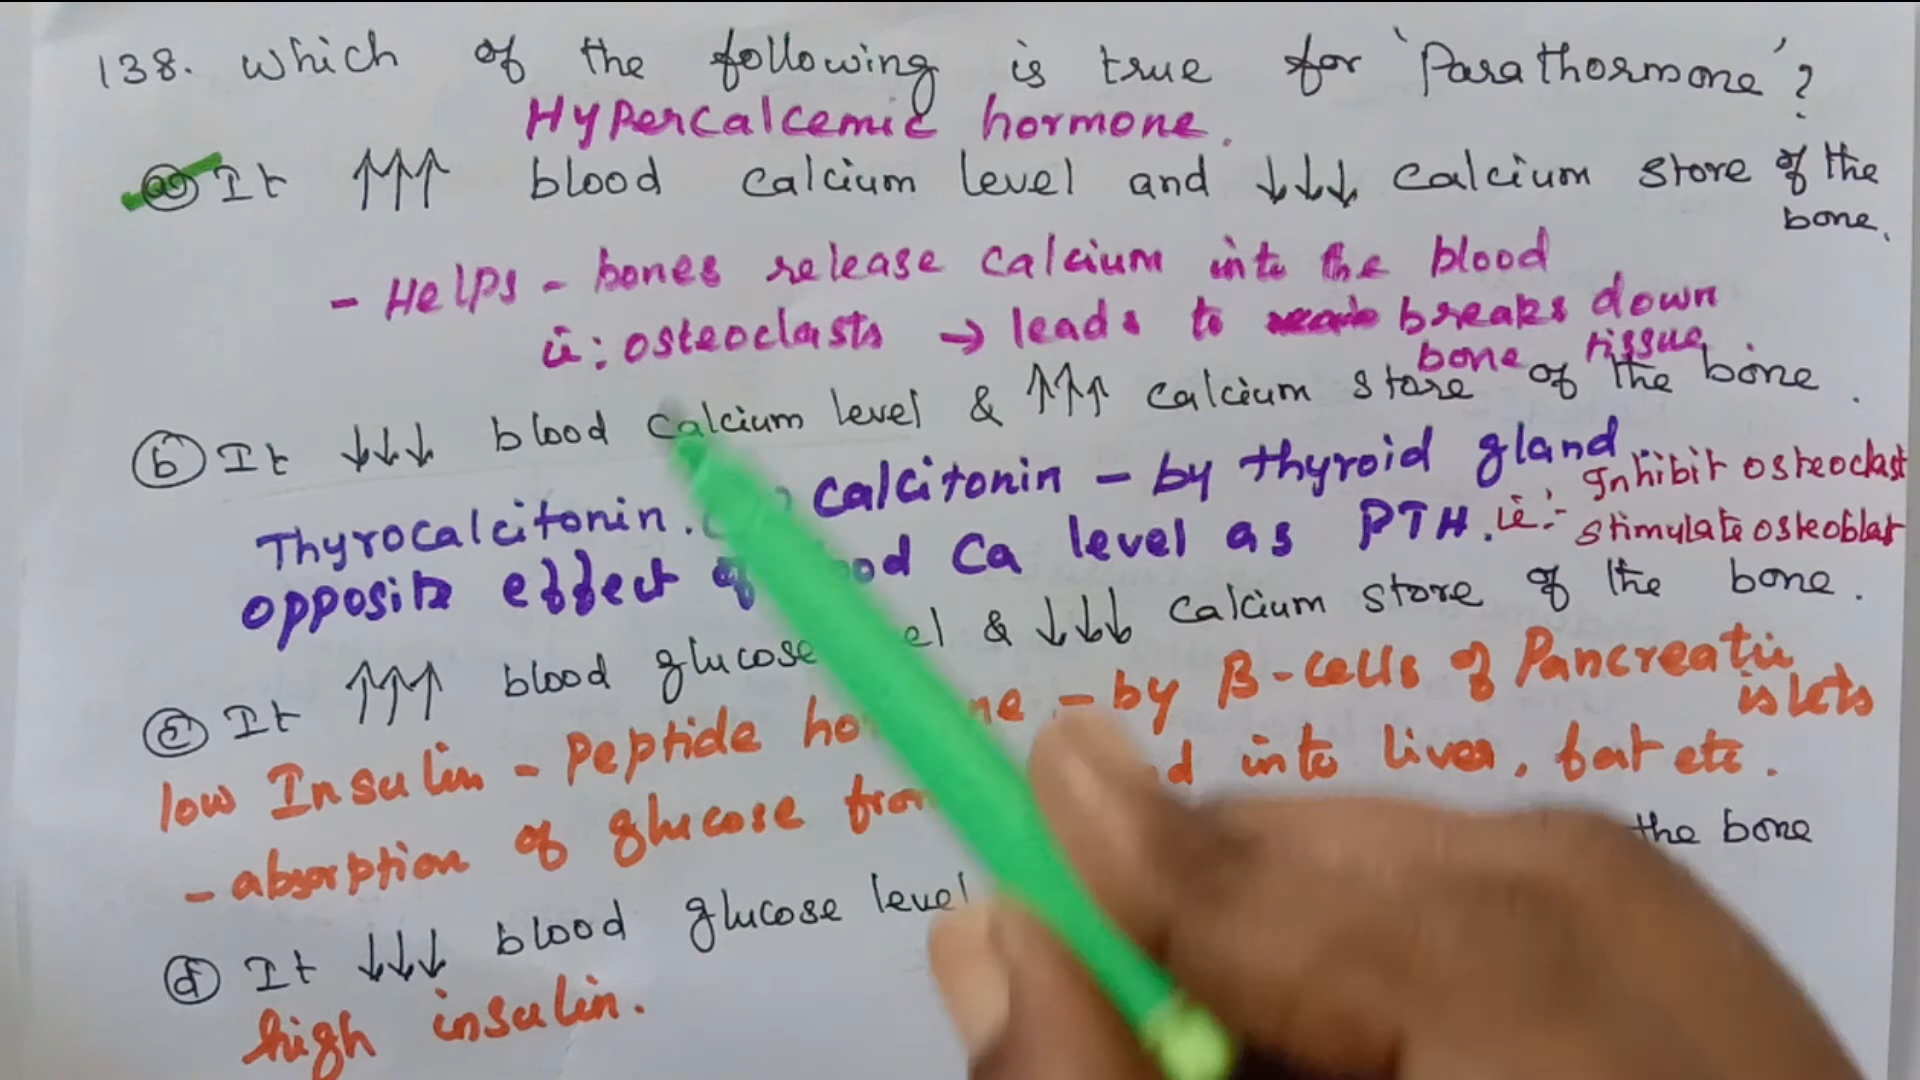 138. Which of the following is true for 'Parathormone'?
Hypercalcemic hormone.
ⓐ It ↑↑↑ blood calcium level and ↓↓↓ calcium store of the bone.
- Helps - bones release calcium into the blood
ie: osteoclasts → leads to breaks down bone tissue
ⓑ It ↓↓↓ blood calcium level & ↑↑↑ calcium store of the bone.
Thyrocalcitonin. calcitonin - by thyroid gland.
opposite effect of Ca level as PTH. ie:- Inhibit osteoclast
stimulate osteoblast
ⓒ It ↑↑↑ blood glucose & ↓↓↓ calcium store of the bone.
low Insulin - Peptide - by β-cells of Pancreatic islets
- absorption of glucose into liver, fat etc.
ⓓ It ↓↓↓ blood glucose level the bone
high insulin.